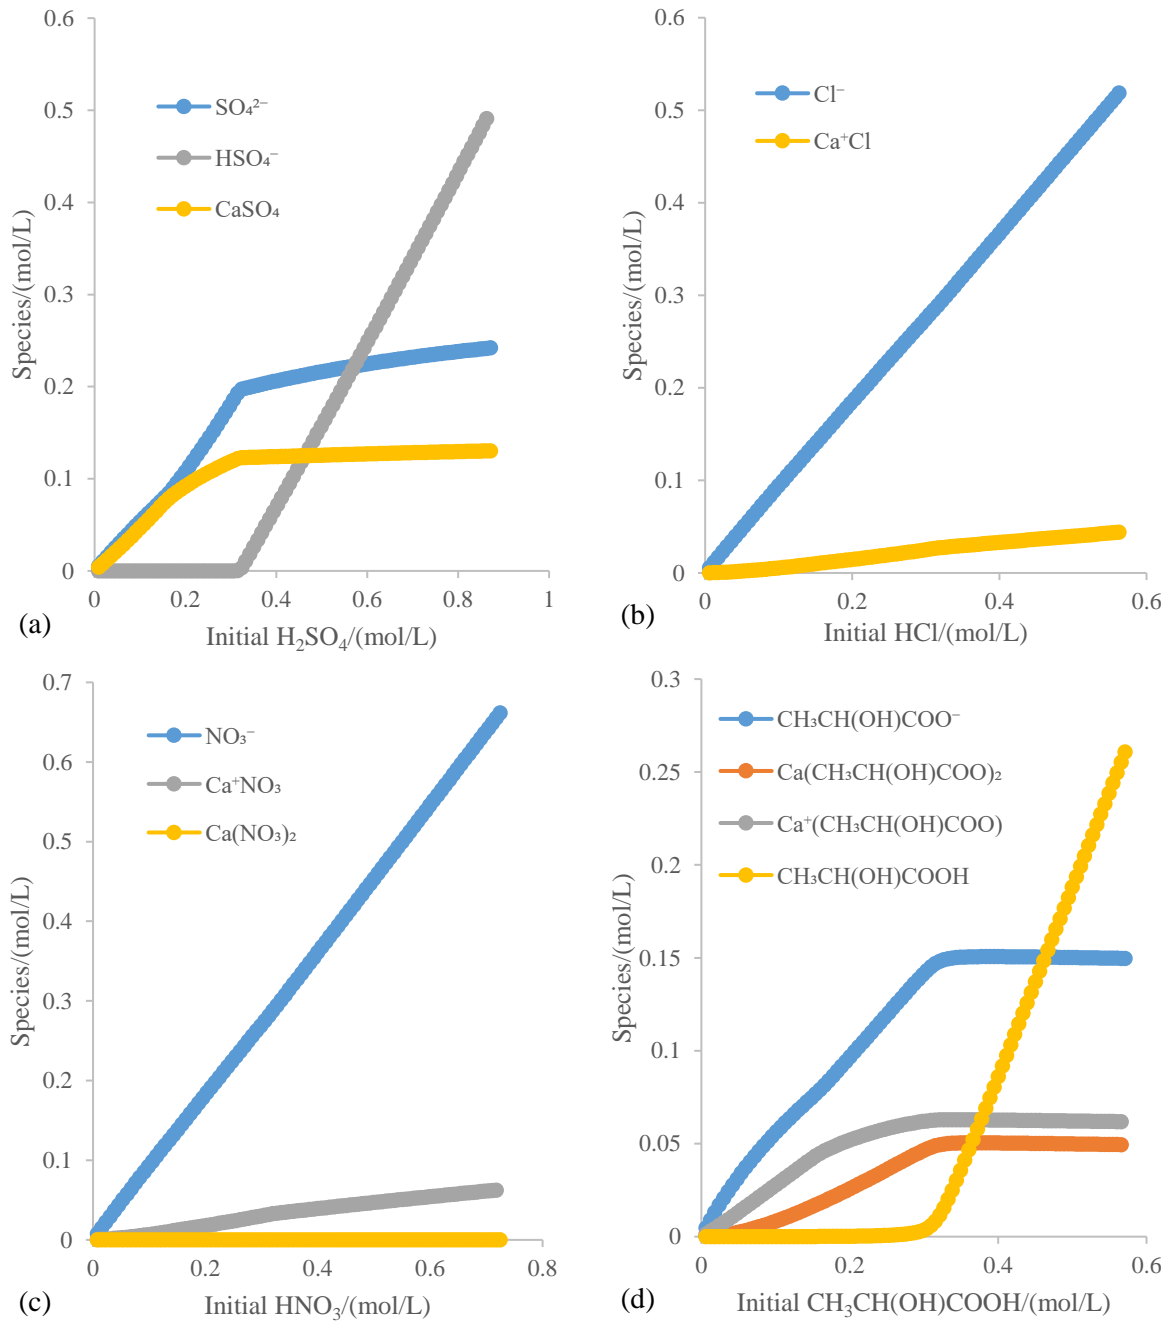 0.6
0.5
0.4
0.3
0.2
0.1
0
0 0.2 0.4 0.6 0.8 1
Species/(mol/L)
SO₄²⁻
HSO₄⁻
CaSO₄
Initial H₂SO₄/(mol/L)
(a)
0.6
0.5
0.4
0.3
0.2
0.1
0
0 0.2 0.4 0.6
Species/(mol/L)
Cl⁻
Ca⁺Cl
Initial HCl/(mol/L)
(b)
0.7
0.6
0.5
0.4
0.3
0.2
0.1
0
0 0.2 0.4 0.6 0.8
Species/(mol/L)
NO₃⁻
Ca⁺NO₃
Ca(NO₃)₂
Initial HNO₃/(mol/L)
(c)
0.3
0.25
0.2
0.15
0.1
0.05
0
0 0.2 0.4 0.6
Species/(mol/L)
CH₃CH(OH)COO⁻
Ca(CH₃CH(OH)COO)₂
Ca⁺(CH₃CH(OH)COO)
CH₃CH(OH)COOH
Initial CH₃CH(OH)COOH/(mol/L)
(d)